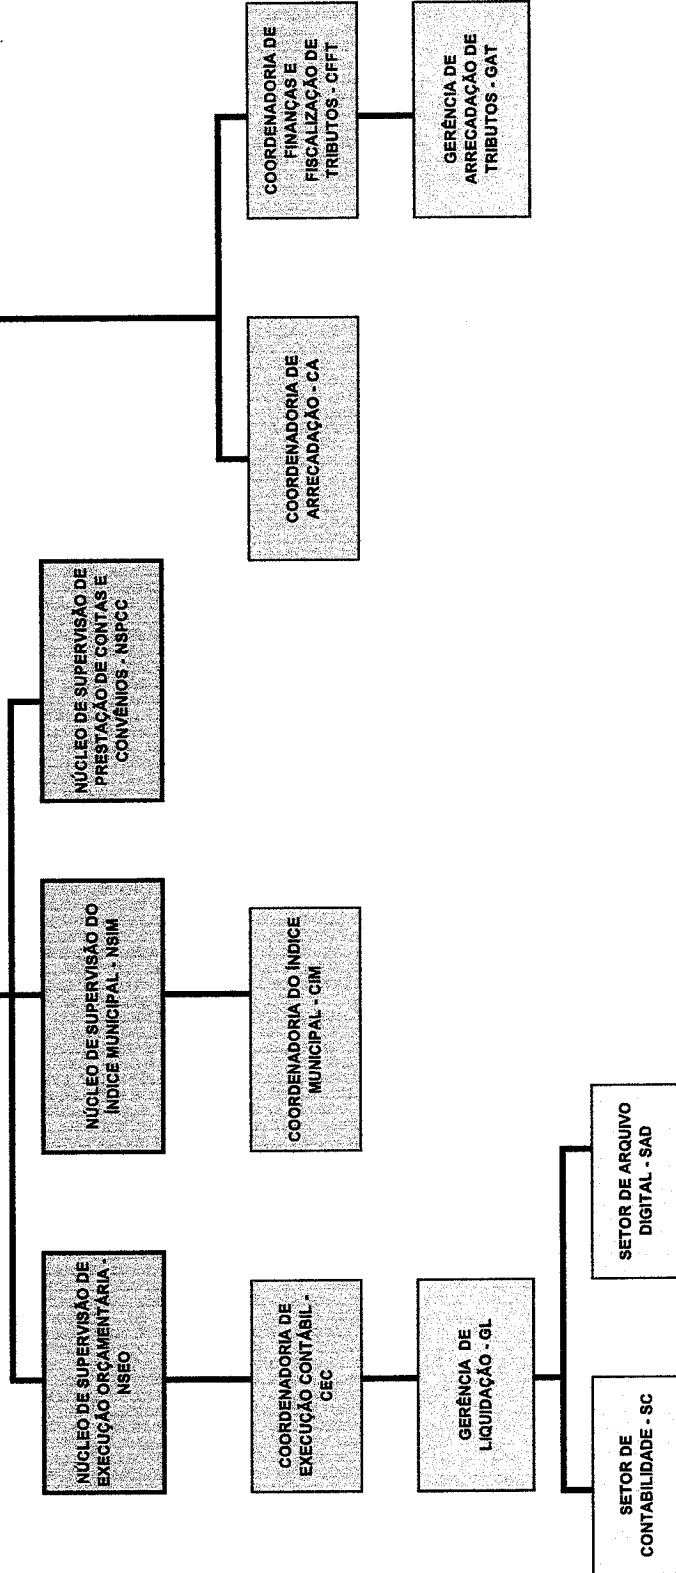 NÚCLEO DE SUPERVISÃO DE
EXECUÇÃO ORÇAMENTÁRIA -
NSEO
NÚCLEO DE SUPERVISÃO DO
ÍNDICE MUNICIPAL - NSIM
NÚCLEO DE SUPERVISÃO DE
PRESTAÇÃO DE CONTAS E
CONVÊNIOS - NSPCC
COORDENADORIA DE
EXECUÇÃO CONTÁBIL -
CEC
COORDENADORIA DO ÍNDICE
MUNICIPAL - CIM
COORDENADORIA DE
ARRECADAÇÃO - CA
COORDENADORIA DE
FINANÇAS E
FISCALIZAÇÃO DE
TRIBUTOS - CFFT
GERÊNCIA DE
LIQUIDAÇÃO - GL
GERÊNCIA DE
ARRECADAÇÃO DE
TRIBUTOS - GAT
SETOR DE
CONTABILIDADE - SC
SETOR DE ARQUIVO
DIGITAL - SAD